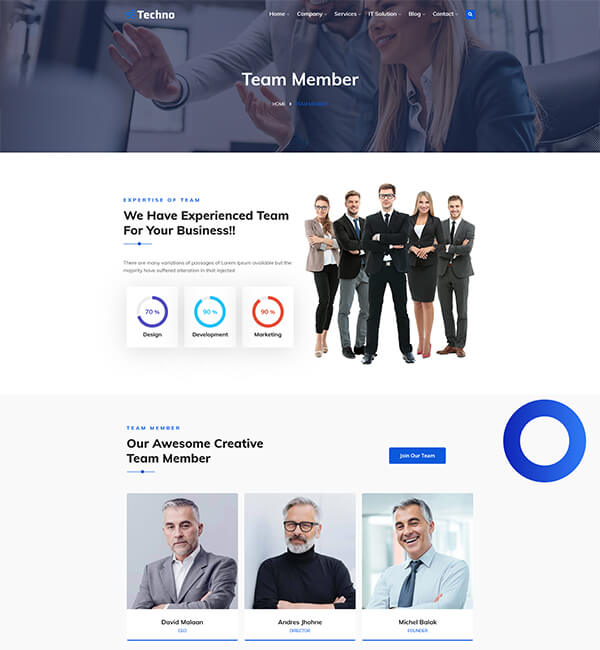 Techno
Home Company Services IT Solution Blog Contact
Team Member
HOME TEAM MEMBER
EXPERTISE OF TEAM
We Have Experienced Team
For Your Business!!
There are many variations of passages of Lorem Ipsum available but the
majority have suffered alteration in that injected
70 % 90 % 90 %
Design Development Marketing
TEAM MEMBER
Our Awesome Creative
Team Member
Join Our Team
David Malaan Andres Jhohne Michel Balak
CEO DIRECTOR FOUNDER